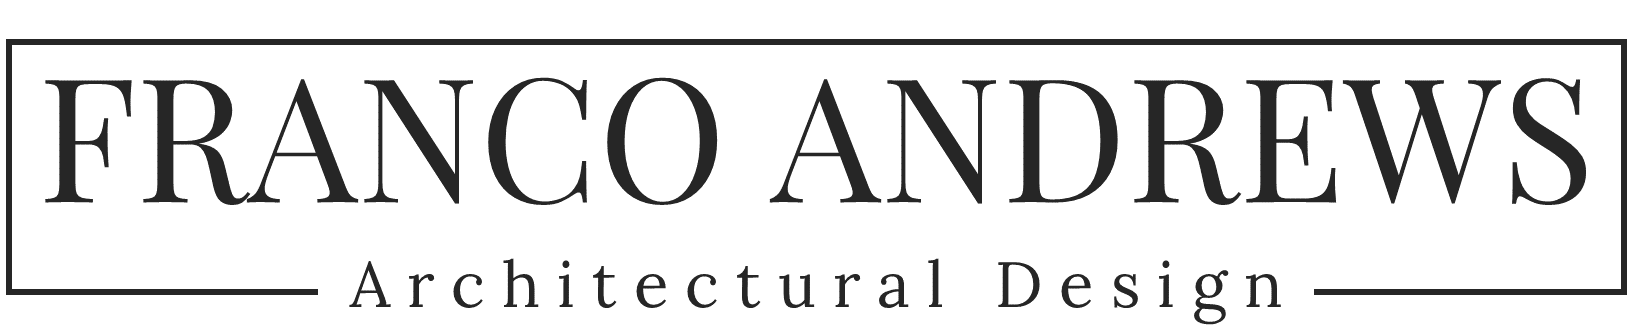 FRANCO ANDREWS
Architectural Design